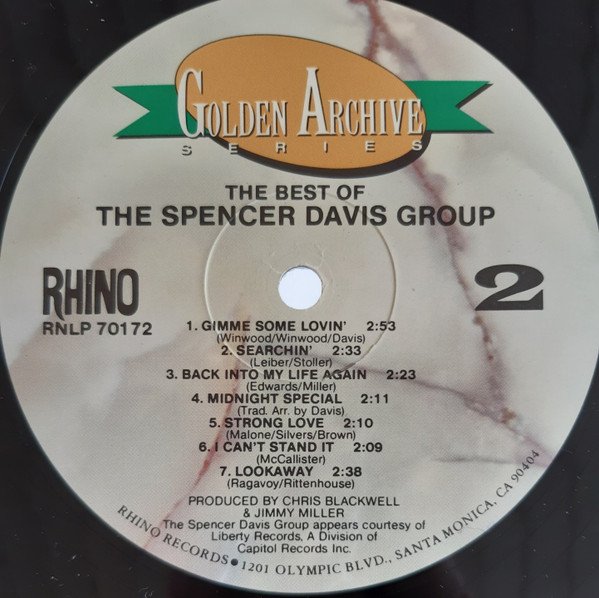 GOLDEN ARCHIVE
SERIES
THE BEST OF
THE SPENCER DAVIS GROUP
RHINO
RNLP 70172
2
1. GIMME SOME LOVIN' 2:53
(Winwood/Winwood/Davis)
2. SEARCHIN' 2:33
(Leiber/Stoller)
3. BACK INTO MY LIFE AGAIN 2:23
(Edwards/Miller)
4. MIDNIGHT SPECIAL 2:11
(Trad. Arr. by Davis)
5. STRONG LOVE 2:10
(Malone/Silvers/Brown)
6. I CAN'T STAND IT 2:09
(McCallister)
7. LOOKAWAY 2:38
(Ragavoy/Rittenhouse)
PRODUCED BY CHRIS BLACKWELL
& JIMMY MILLER
The Spencer Davis Group appears courtesy of
Liberty Records, A Division of
Capitol Records Inc.
RHINO RECORDS • 1201 OLYMPIC BLVD., SANTA MONICA, CA 90404